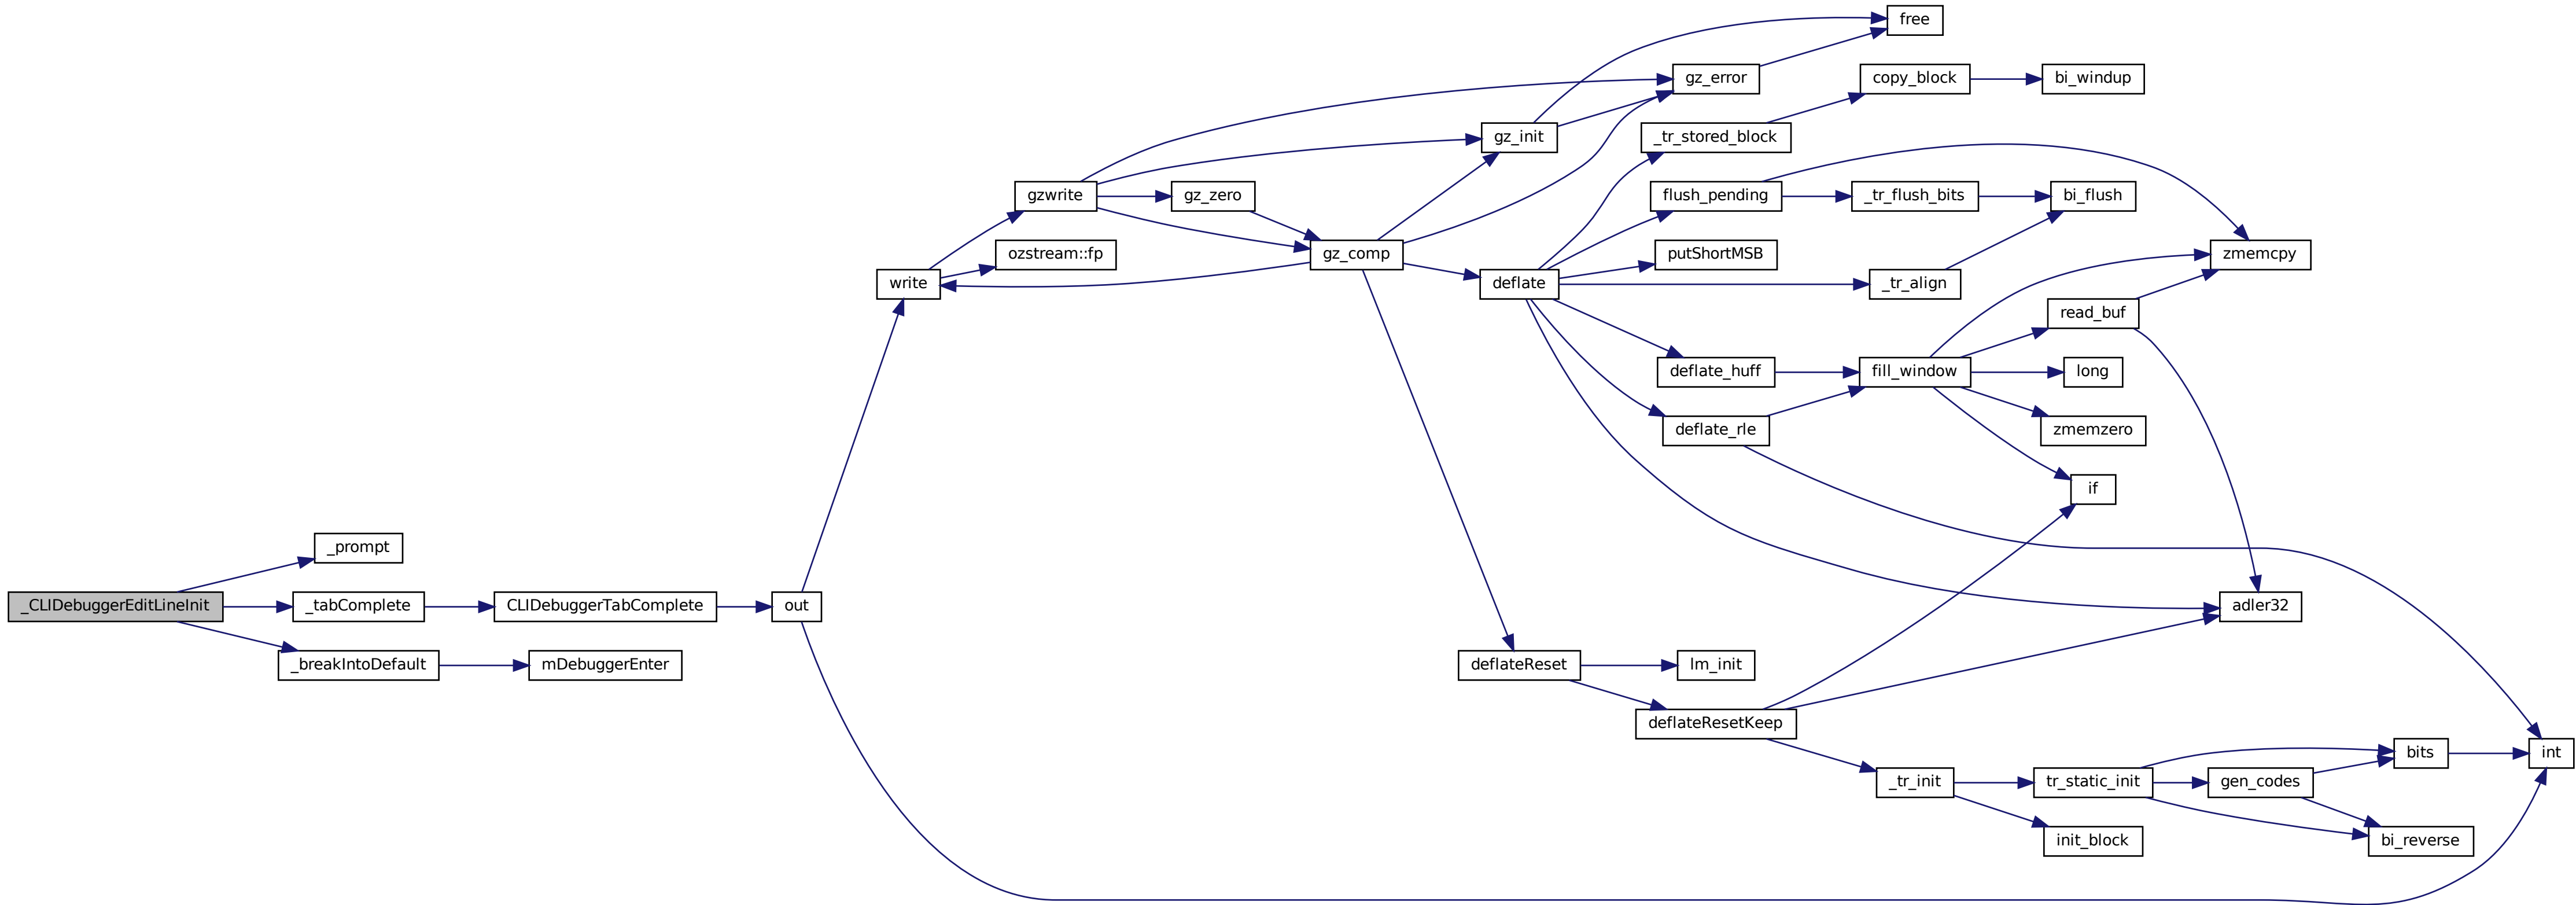 free
gz_error
copy_block
bi_windup
gz_init
_tr_stored_block
gzwrite
gz_zero
flush_pending
_tr_flush_bits
bi_flush
ozstream::fp
gz_comp
putShortMSB
zmemcpy
write
deflate
_tr_align
read_buf
deflate_huff
fill_window
long
deflate_rle
zmemzero
if
_prompt
_CLIDebuggerEditLineInit
_tabComplete
CLIDebuggerTabComplete
out
adler32
_breakIntoDefault
mDebuggerEnter
deflateReset
lm_init
deflateResetKeep
bits
int
_tr_init
tr_static_init
gen_codes
init_block
bi_reverse